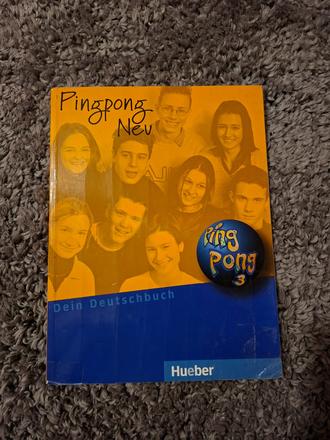 Pingpong
Neu
Ping
Pong
3
Dein Deutschbuch
Hueber